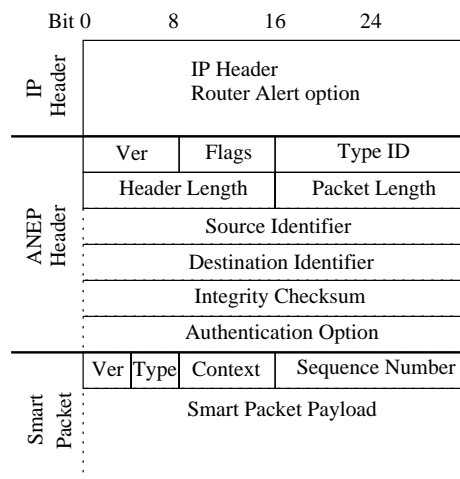 Bit 0 8 16 24
IP Header
IP Header
Router Alert option
ANEP Header
Ver Flags Type ID
Header Length Packet Length
Source Identifier
Destination Identifier
Integrity Checksum
Authentication Option
Smart Packet
Ver Type Context Sequence Number
Smart Packet Payload